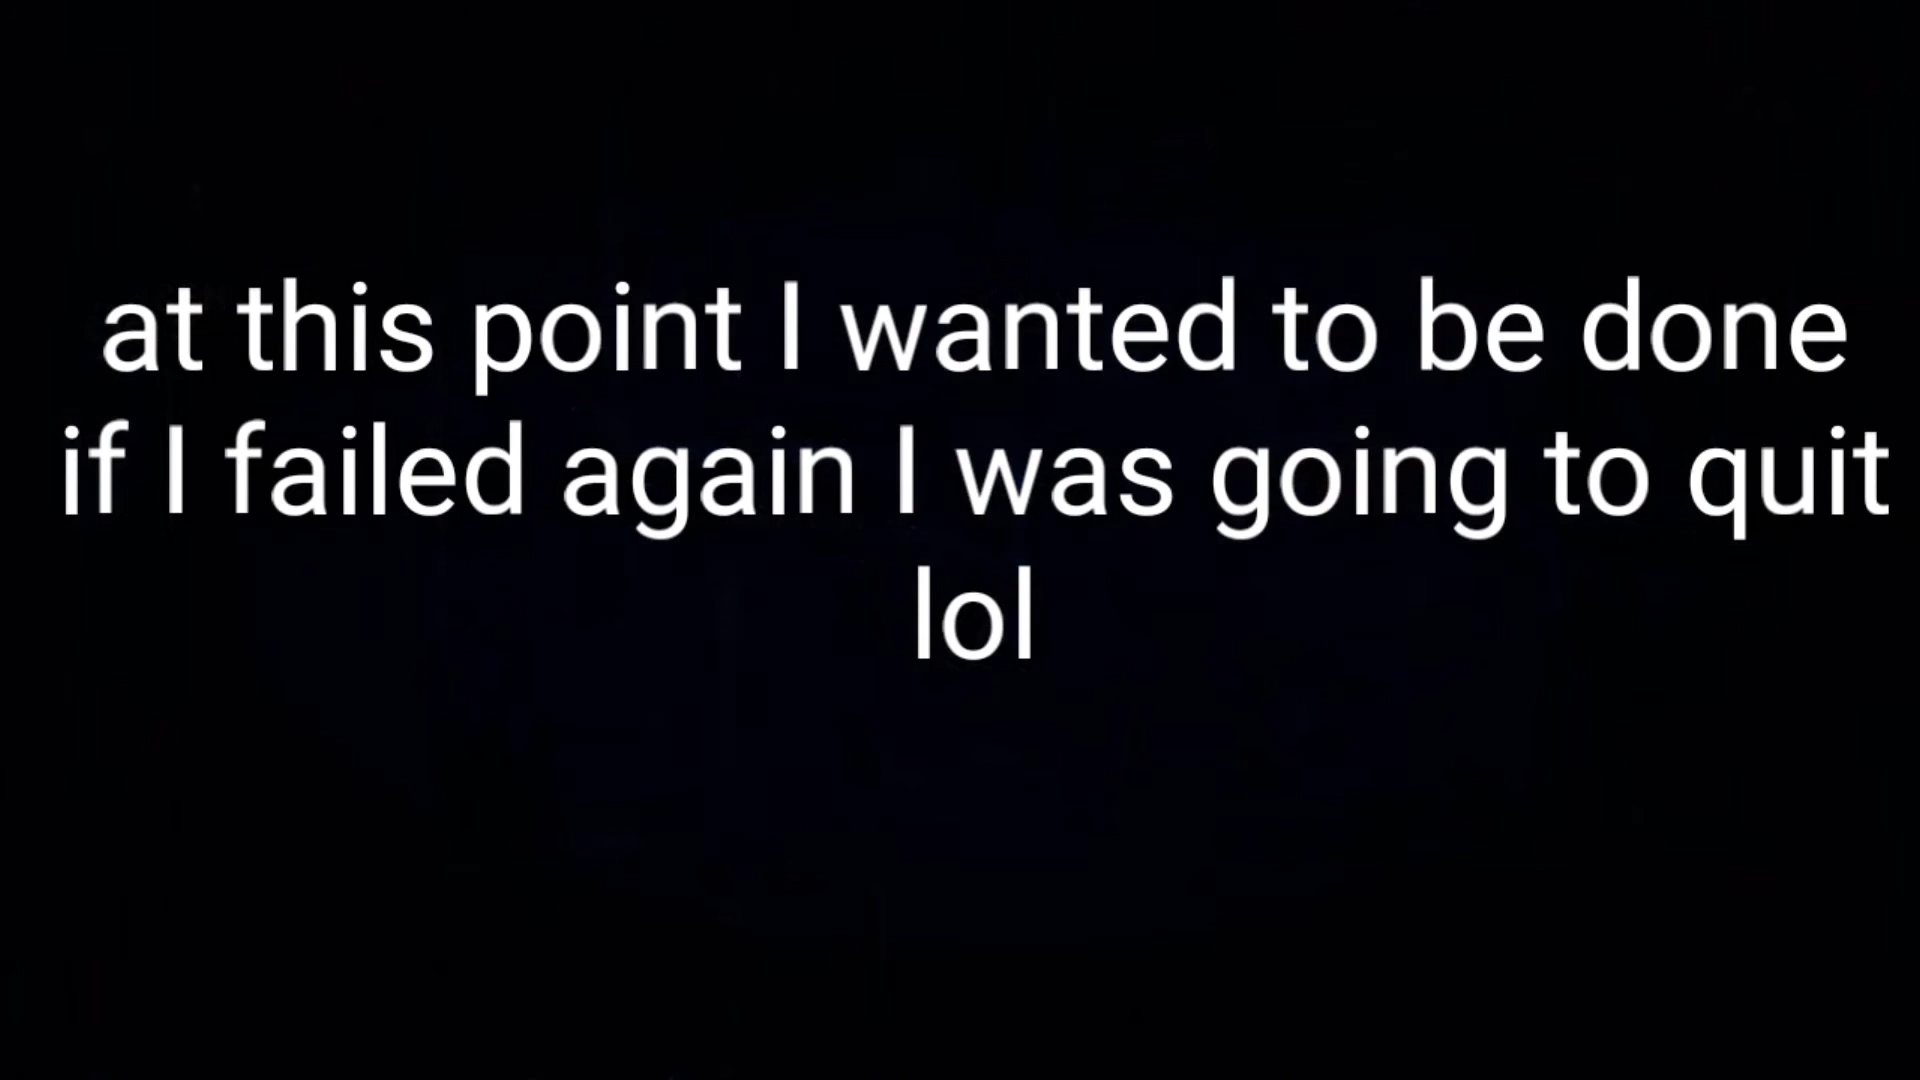 at this point I wanted to be done
if I failed again I was going to quit
lol